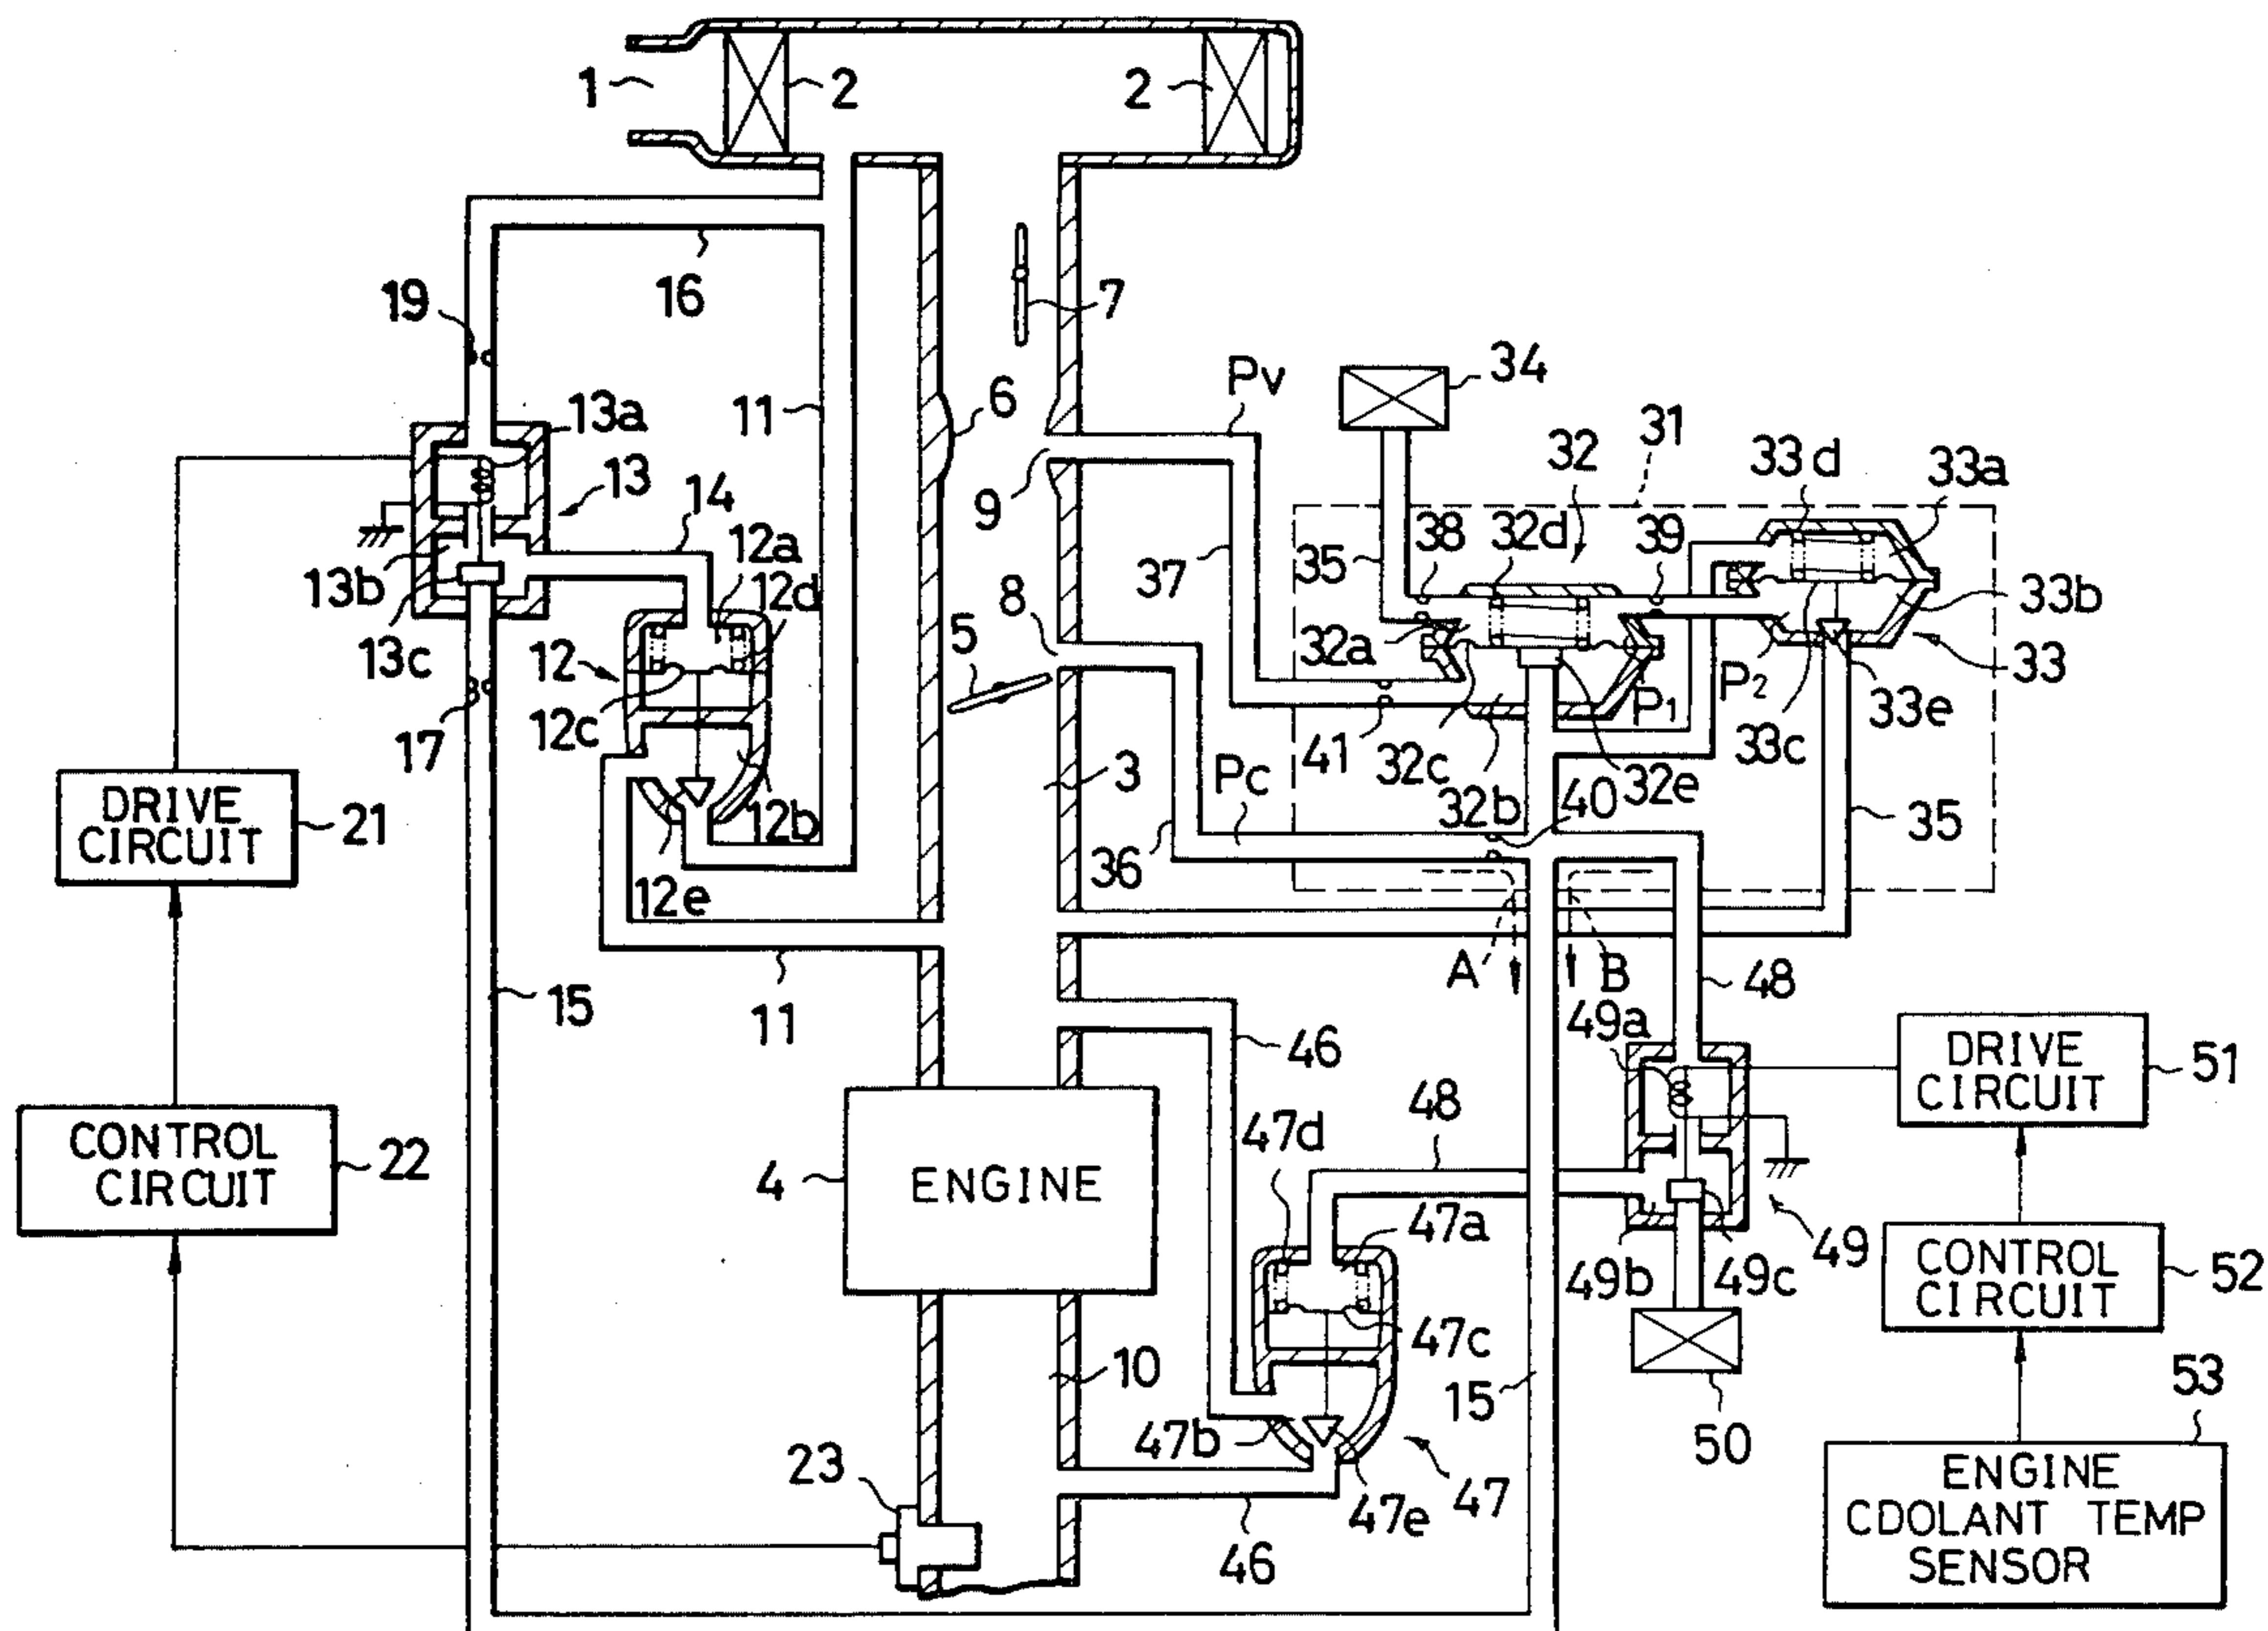 1
2
2
16
7
19
13a
13
14
12a
12d
13b
13c
12
12c
17
12b
12e
11
6
Pv
9
34
31
32
33d
33a
38
32d
39
35
37
8
5
32a
33b
33
P1
P2
33e
33c
41
32c
32b
32e
40
3
Pc
36
35
A
B
48
11
15
DRIVE
CIRCUIT
21
CONTROL
CIRCUIT
22
46
49a
DRIVE
CIRCUIT
51
48
4
ENGINE
47d
47a
49
49b
49c
CONTROL
CIRCUIT
52
47c
10
15
47b
50
53
23
47
47e
46
ENGINE
CDOLANT TEMP
SENSOR